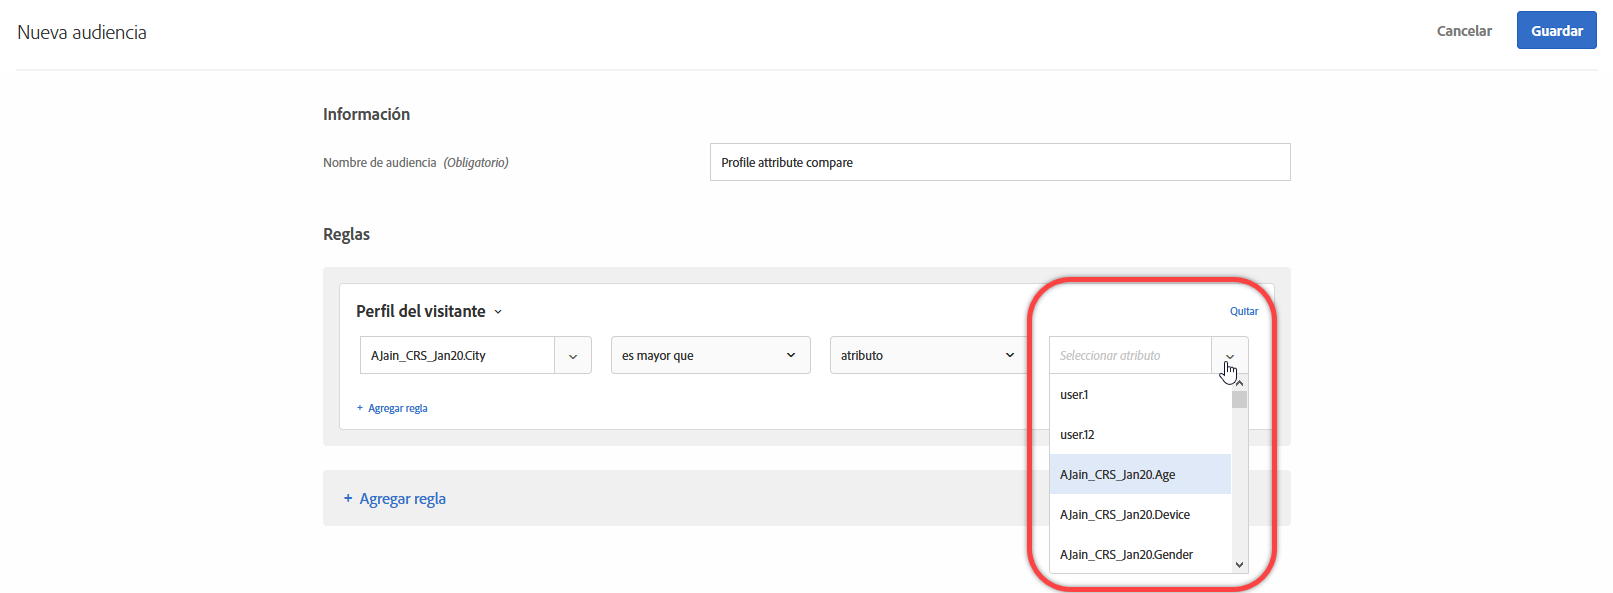 Nueva audiencia
Cancelar
Guardar
Información
Nombre de audiencia (Obligatorio)
Profile attribute compare
Reglas
Perfil del visitante
Quitar
AJain_CRS_Jan20.City
es mayor que
atributo
Seleccionar atributo
user.1
+ Agregar regla
user.12
AJain_CRS_Jan20.Age
+ Agregar regla
AJain_CRS_Jan20.Device
AJain_CRS_Jan20.Gender